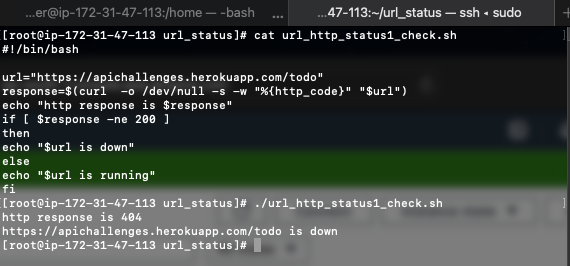 ...er@ip-172-31-47-113:/home — -bash ... ...47-113:~/url_status — ssh ◂ sudo
[root@ip-172-31-47-113 url_status]# cat url_http_status1_check.sh
#!/bin/bash

url="https://apichallenges.herokuapp.com/todo"
response=$(curl  -o /dev/null -s -w "%{http_code}" "$url")
echo "http response is $response"
if [ $response -ne 200 ]
then
echo "$url is down"
else
echo "$url is running"
fi
[root@ip-172-31-47-113 url_status]# ./url_http_status1_check.sh
http response is 404
https://apichallenges.herokuapp.com/todo is down
[root@ip-172-31-47-113 url_status]#